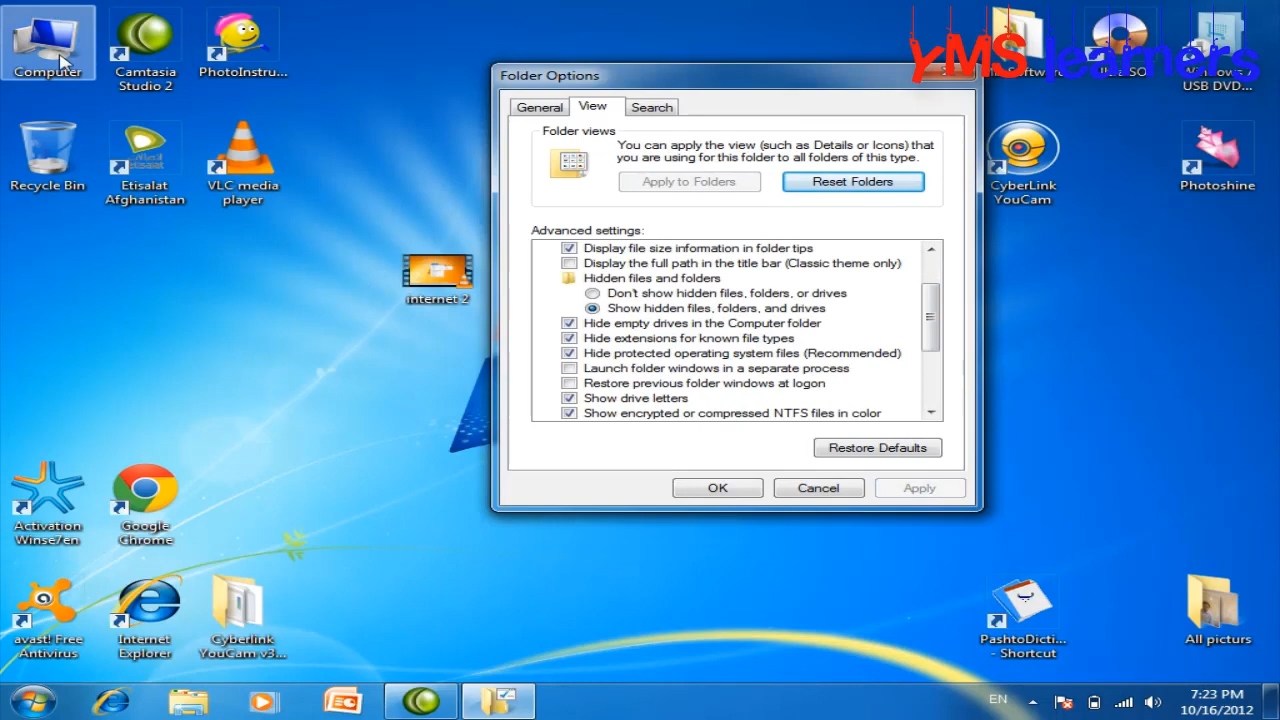 Computer
Camtasia
Studio 2
PhotoInstru...
YMS learners
USB DVD...
Recycle Bin
Etisalat
Afghanistan
VLC media
player
CyberLink
YouCam
Photoshine
internet 2
Folder Options
General
View
Search
Folder views
You can apply the view (such as Details or Icons) that
you are using for this folder to all folders of this type.
Apply to Folders
Reset Folders
Advanced settings:
Display file size information in folder tips
Display the full path in the title bar (Classic theme only)
Hidden files and folders
Don't show hidden files, folders, or drives
Show hidden files, folders, and drives
Hide empty drives in the Computer folder
Hide extensions for known file types
Hide protected operating system files (Recommended)
Launch folder windows in a separate process
Restore previous folder windows at logon
Show drive letters
Show encrypted or compressed NTFS files in color
Restore Defaults
OK
Cancel
Apply
Activation
Winse7en
Google
Chrome
avast! Free
Antivirus
Internet
Explorer
Cyberlink
YouCam v3...
PashtoDicti...
- Shortcut
All picturs
EN
7:23 PM
10/16/2012